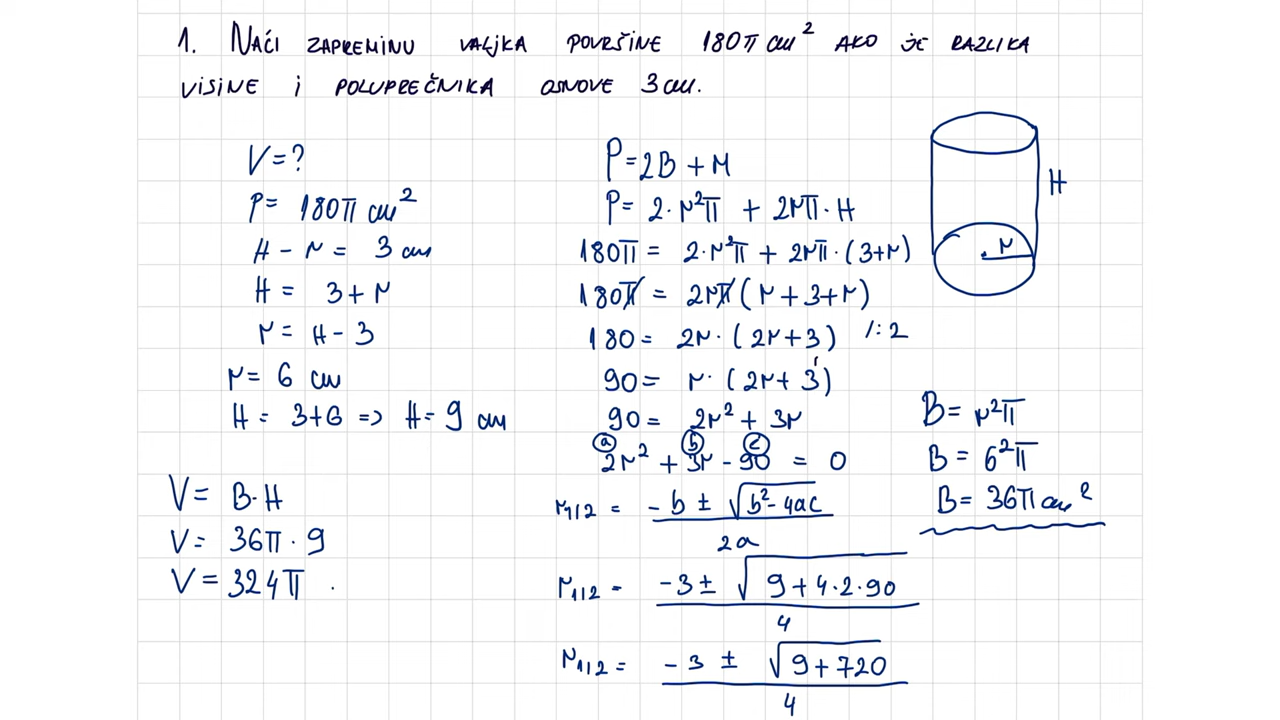 1. NAĆI ZAPREMINU VALJKA POVRŠINE 180π cm² AKO JE RAZLIKA
VISINE I POLUPREČNIKA OSNOVE 3 cm.
V = ?
P = 180π cm²
H - r = 3 cm
H = 3 + r
r = H - 3
r = 6 cm
H = 3+6 => H = 9 cm
V = B·H
V = 36π · 9
V = 324π
P = 2B + M
P = 2·r²π + 2rπ·H
180π = 2·r²π + 2rπ·(3+r)
180π = 2rπ(r + 3 + r)
180 = 2r·(2r+3) /:2
90 = r·(2r+3)
90 = 2r² + 3r
a b c
2r² + 3r - 90 = 0
r1/2 = (-b ± √(b²-4ac)) / 2a
r1/2 = (-3 ± √(9+4·2·90)) / 4
r1/2 = (-3 ± √(9+720)) / 4
H
r
B = r²π
B = 6²π
B = 36π cm²